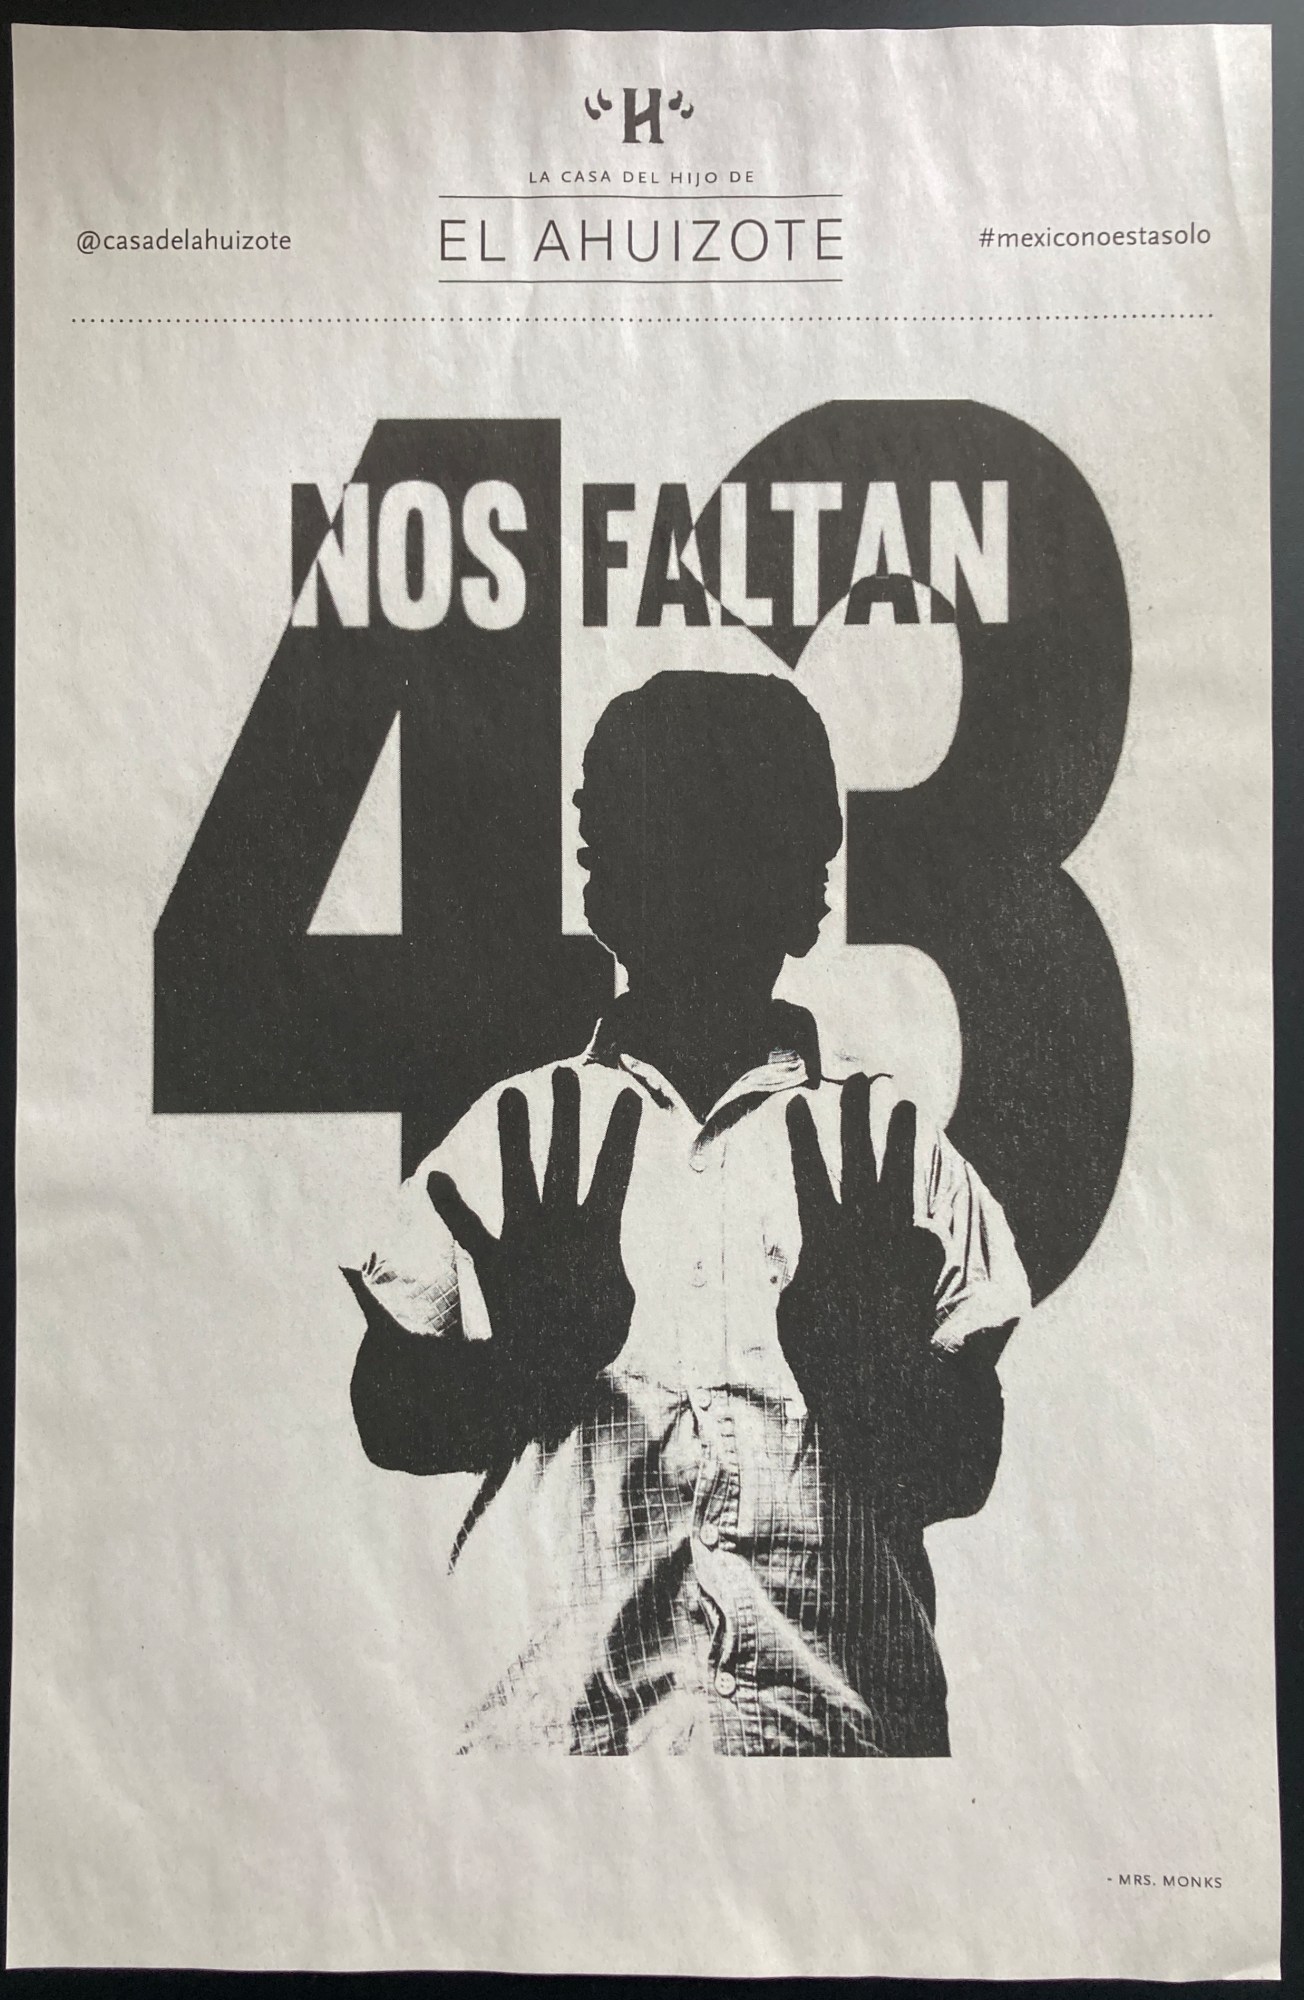 "H"
LA CASA DEL HIJO DE
@casadelahuizote
EL AHUIZOTE
#mexiconoestasolo
43
NOS FALTAN
- MRS. MONKS